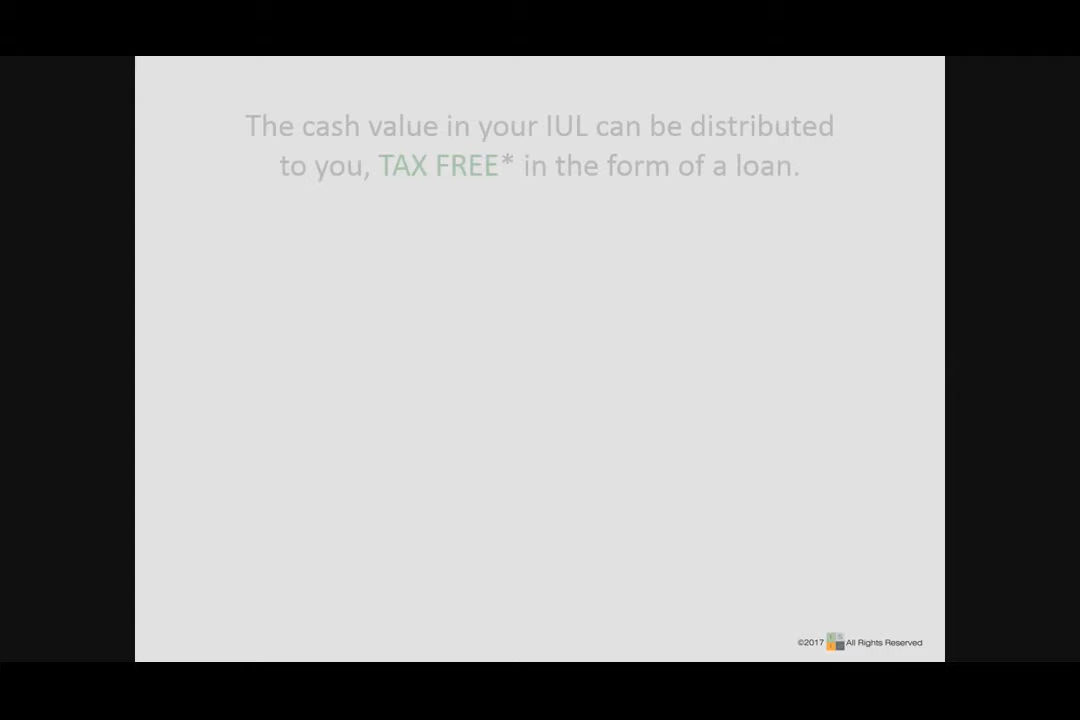 The cash value in your IUL can be distributed
to you, TAX FREE* in the form of a loan.
©2017 All Rights Reserved